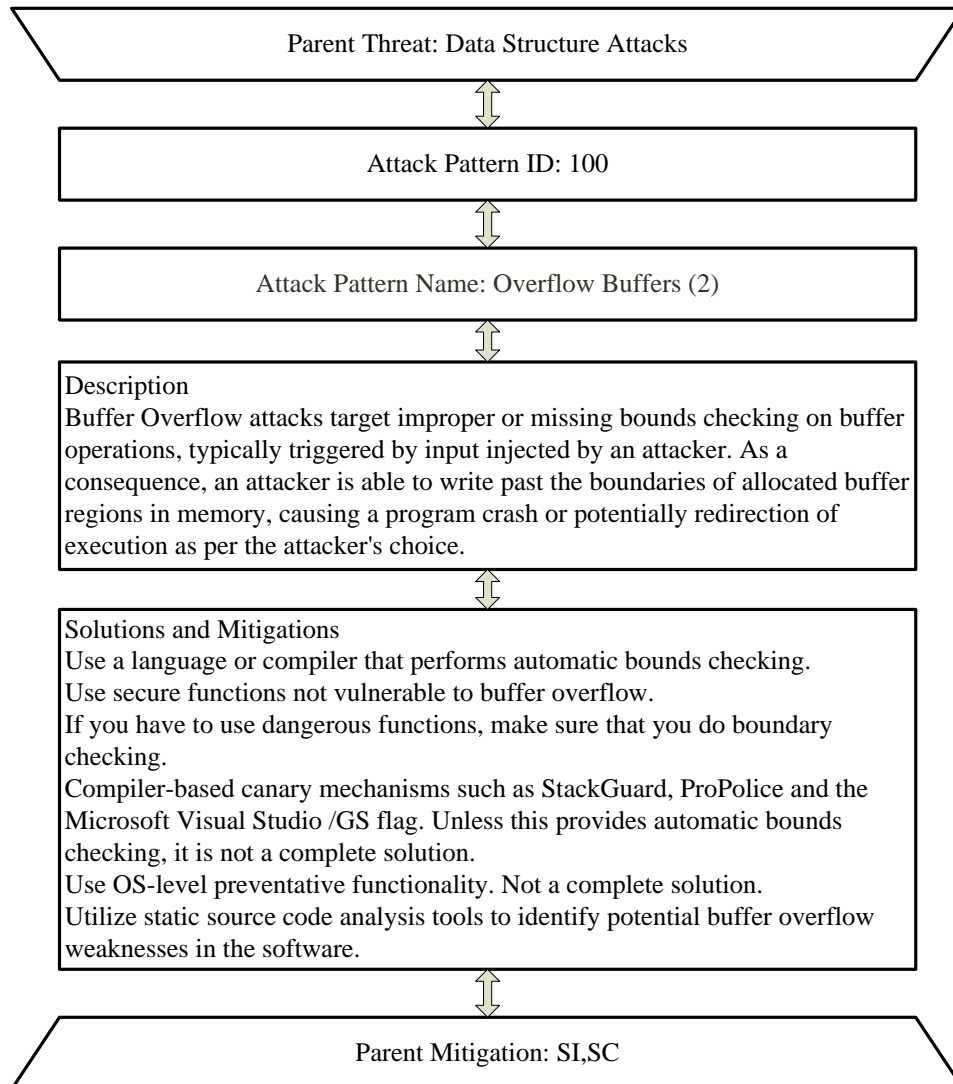 Parent Threat: Data Structure Attacks
Attack Pattern ID: 100
Attack Pattern Name: Overflow Buffers (2)
Description
Buffer Overflow attacks target improper or missing bounds checking on buffer
operations, typically triggered by input injected by an attacker. As a
consequence, an attacker is able to write past the boundaries of allocated buffer
regions in memory, causing a program crash or potentially redirection of
execution as per the attacker's choice.
Solutions and Mitigations
Use a language or compiler that performs automatic bounds checking.
Use secure functions not vulnerable to buffer overflow.
If you have to use dangerous functions, make sure that you do boundary
checking.
Compiler-based canary mechanisms such as StackGuard, ProPolice and the
Microsoft Visual Studio /GS flag. Unless this provides automatic bounds
checking, it is not a complete solution.
Use OS-level preventative functionality. Not a complete solution.
Utilize static source code analysis tools to identify potential buffer overflow
weaknesses in the software.
Parent Mitigation: SI,SC